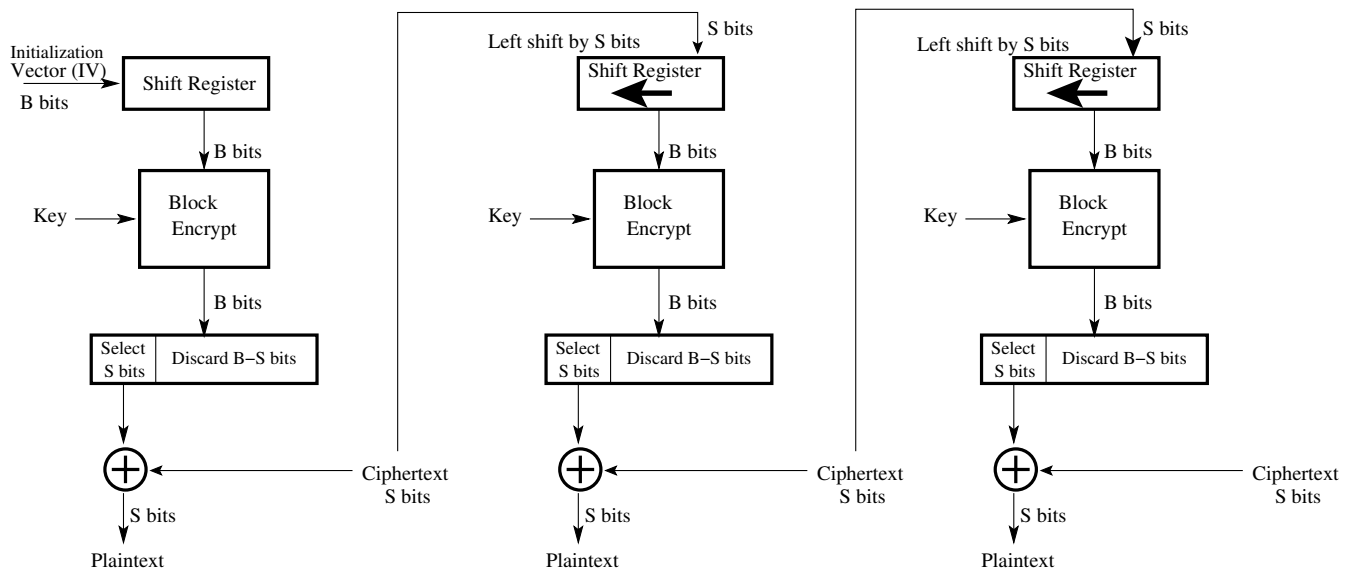 Initialization
Vector (IV)
B bits
Shift Register
B bits
Key
Block
Encrypt
B bits
Select
S bits
Discard B−S bits
Ciphertext
S bits
S bits
Plaintext
S bits
Left shift by S bits
Shift Register
B bits
Key
Block
Encrypt
B bits
Select
S bits
Discard B−S bits
Ciphertext
S bits
S bits
Plaintext
S bits
Left shift by S bits
Shift Register
B bits
Key
Block
Encrypt
B bits
Select
S bits
Discard B−S bits
Ciphertext
S bits
S bits
Plaintext